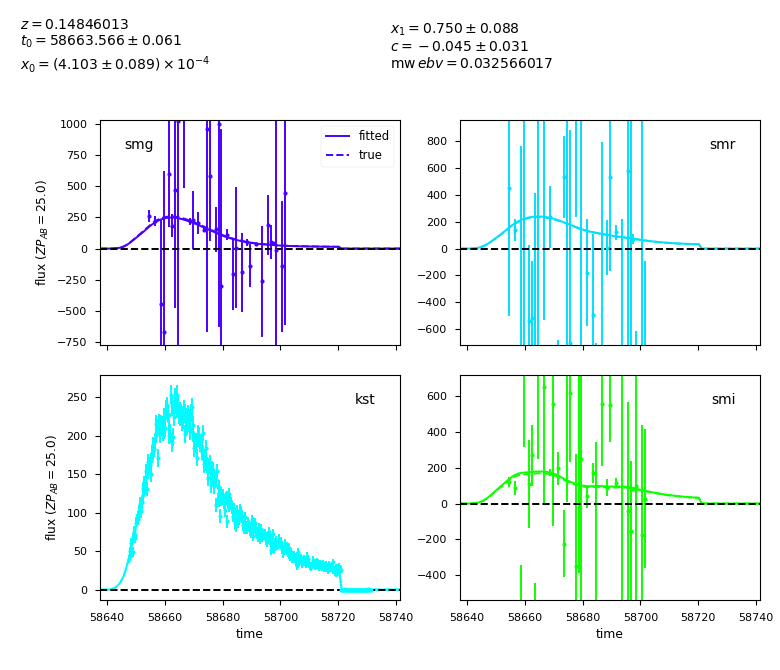 z = 0.14846013
t₀ = 58663.566 ± 0.061
x₀ = (4.103 ± 0.089) × 10⁻⁴
x₁ = 0.750 ± 0.088
c = −0.045 ± 0.031
mw ebv = 0.032566017
1000
750
500
250
0
−250
−500
−750
flux (ZP_AB = 25.0)
smg
fitted
true
800
600
400
200
0
−200
−400
−600
smr
250
200
150
100
50
0
flux (ZP_AB = 25.0)
kst
58640 58660 58680 58700 58720 58740
time
600
400
200
0
−200
−400
smi
58640 58660 58680 58700 58720 58740
time